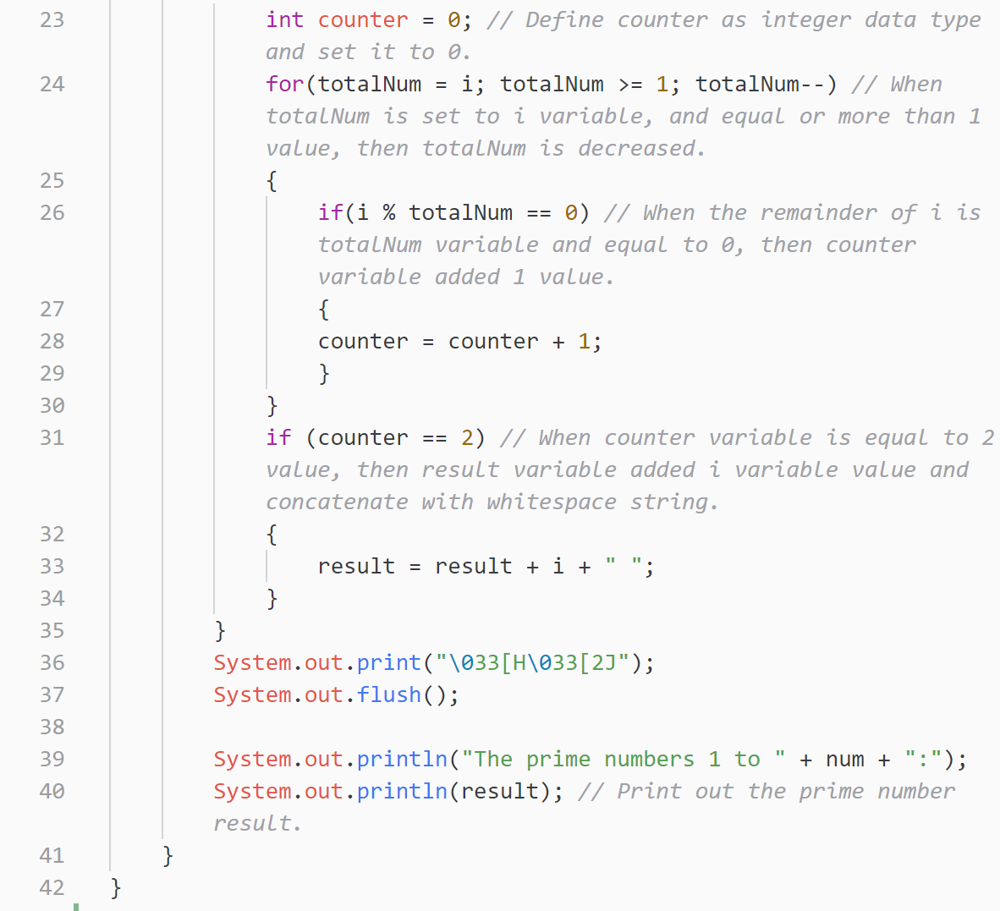 23 int counter = 0; // Define counter as integer data type
and set it to 0.
24 for(totalNum = i; totalNum >= 1; totalNum--) // When
totalNum is set to i variable, and equal or more than 1
value, then totalNum is decreased.
25 {
26 if(i % totalNum == 0) // When the remainder of i is
totalNum variable and equal to 0, then counter
variable added 1 value.
27 {
28 counter = counter + 1;
29 }
30 }
31 if (counter == 2) // When counter variable is equal to 2
value, then result variable added i variable value and
concatenate with whitespace string.
32 {
33 result = result + i + " ";
34 }
35 }
36 System.out.print("\033[H\033[2J");
37 System.out.flush();
38
39 System.out.println("The prime numbers 1 to " + num + ":");
40 System.out.println(result); // Print out the prime number
result.
41 }
42 }